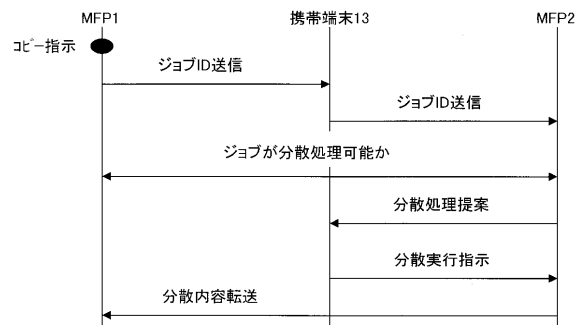 MFP1 携帯端末13 MFP2
コピー指示
ジョブID送信
ジョブID送信
ジョブが分散処理可能か
分散処理提案
分散実行指示
分散内容転送